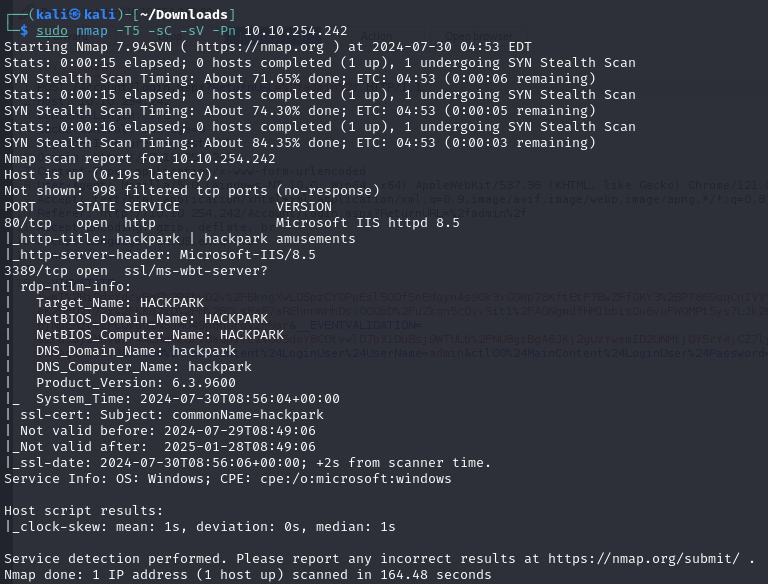 ┌──(kali㉿kali)-[~/Downloads]
└─$ sudo nmap -T5 -sC -sV -Pn 10.10.254.242
Starting Nmap 7.94SVN ( https://nmap.org ) at 2024-07-30 04:53 EDT
Stats: 0:00:15 elapsed; 0 hosts completed (1 up), 1 undergoing SYN Stealth Scan
SYN Stealth Scan Timing: About 71.65% done; ETC: 04:53 (0:00:06 remaining)
Stats: 0:00:15 elapsed; 0 hosts completed (1 up), 1 undergoing SYN Stealth Scan
SYN Stealth Scan Timing: About 74.30% done; ETC: 04:53 (0:00:05 remaining)
Stats: 0:00:16 elapsed; 0 hosts completed (1 up), 1 undergoing SYN Stealth Scan
SYN Stealth Scan Timing: About 84.35% done; ETC: 04:53 (0:00:03 remaining)
Nmap scan report for 10.10.254.242
Host is up (0.19s latency).
Not shown: 998 filtered tcp ports (no-response)
PORT     STATE SERVICE            VERSION
80/tcp   open  http               Microsoft IIS httpd 8.5
|_http-title: hackpark | hackpark amusements
|_http-server-header: Microsoft-IIS/8.5
3389/tcp open  ssl/ms-wbt-server?
| rdp-ntlm-info:
|   Target_Name: HACKPARK
|   NetBIOS_Domain_Name: HACKPARK
|   NetBIOS_Computer_Name: HACKPARK
|   DNS_Domain_Name: hackpark
|   DNS_Computer_Name: hackpark
|   Product_Version: 6.3.9600
|_  System_Time: 2024-07-30T08:56:04+00:00
| ssl-cert: Subject: commonName=hackpark
| Not valid before: 2024-07-29T08:49:06
|_Not valid after:  2025-01-28T08:49:06
|_ssl-date: 2024-07-30T08:56:06+00:00; +2s from scanner time.
Service Info: OS: Windows; CPE: cpe:/o:microsoft:windows

Host script results:
|_clock-skew: mean: 1s, deviation: 0s, median: 1s

Service detection performed. Please report any incorrect results at https://nmap.org/submit/ .
Nmap done: 1 IP address (1 host up) scanned in 164.48 seconds